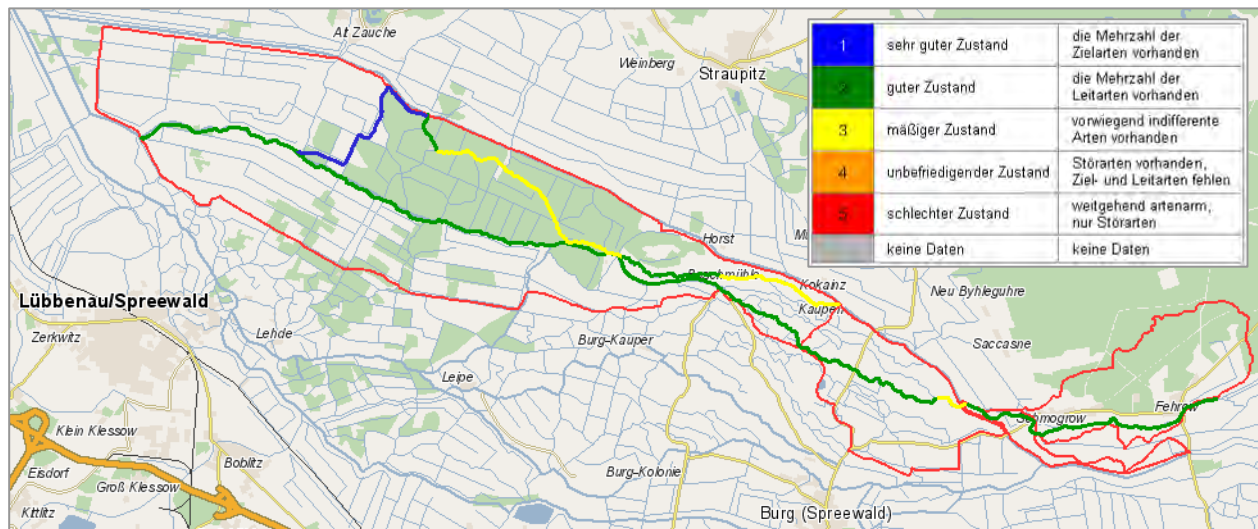 Alt Zauche
Weinberg
Straupitz
1 sehr guter Zustand die Mehrzahl der
Zielarten vorhanden
2 guter Zustand die Mehrzahl der
Leitarten vorhanden
3 mäßiger Zustand vorwiegend indifferente
Arten vorhanden
4 unbefriedigender Zustand Störarten vorhanden,
Ziel- und Leitarten fehlen
5 schlechter Zustand weitgehend artenarm,
nur Störarten
keine Daten keine Daten
Horst
Kokainz
Kaupen
Neu Byhleguhre
Saccasne
Lübbenau/Spreewald
Zerkwitz
Lehde
Burg-Kauper
Leipe
Schmogrow
Fehrow
Klein Klessow
Eisdorf
Groß Klessow
Boblitz
Kittlitz
Burg-Kolonie
Burg (Spreewald)